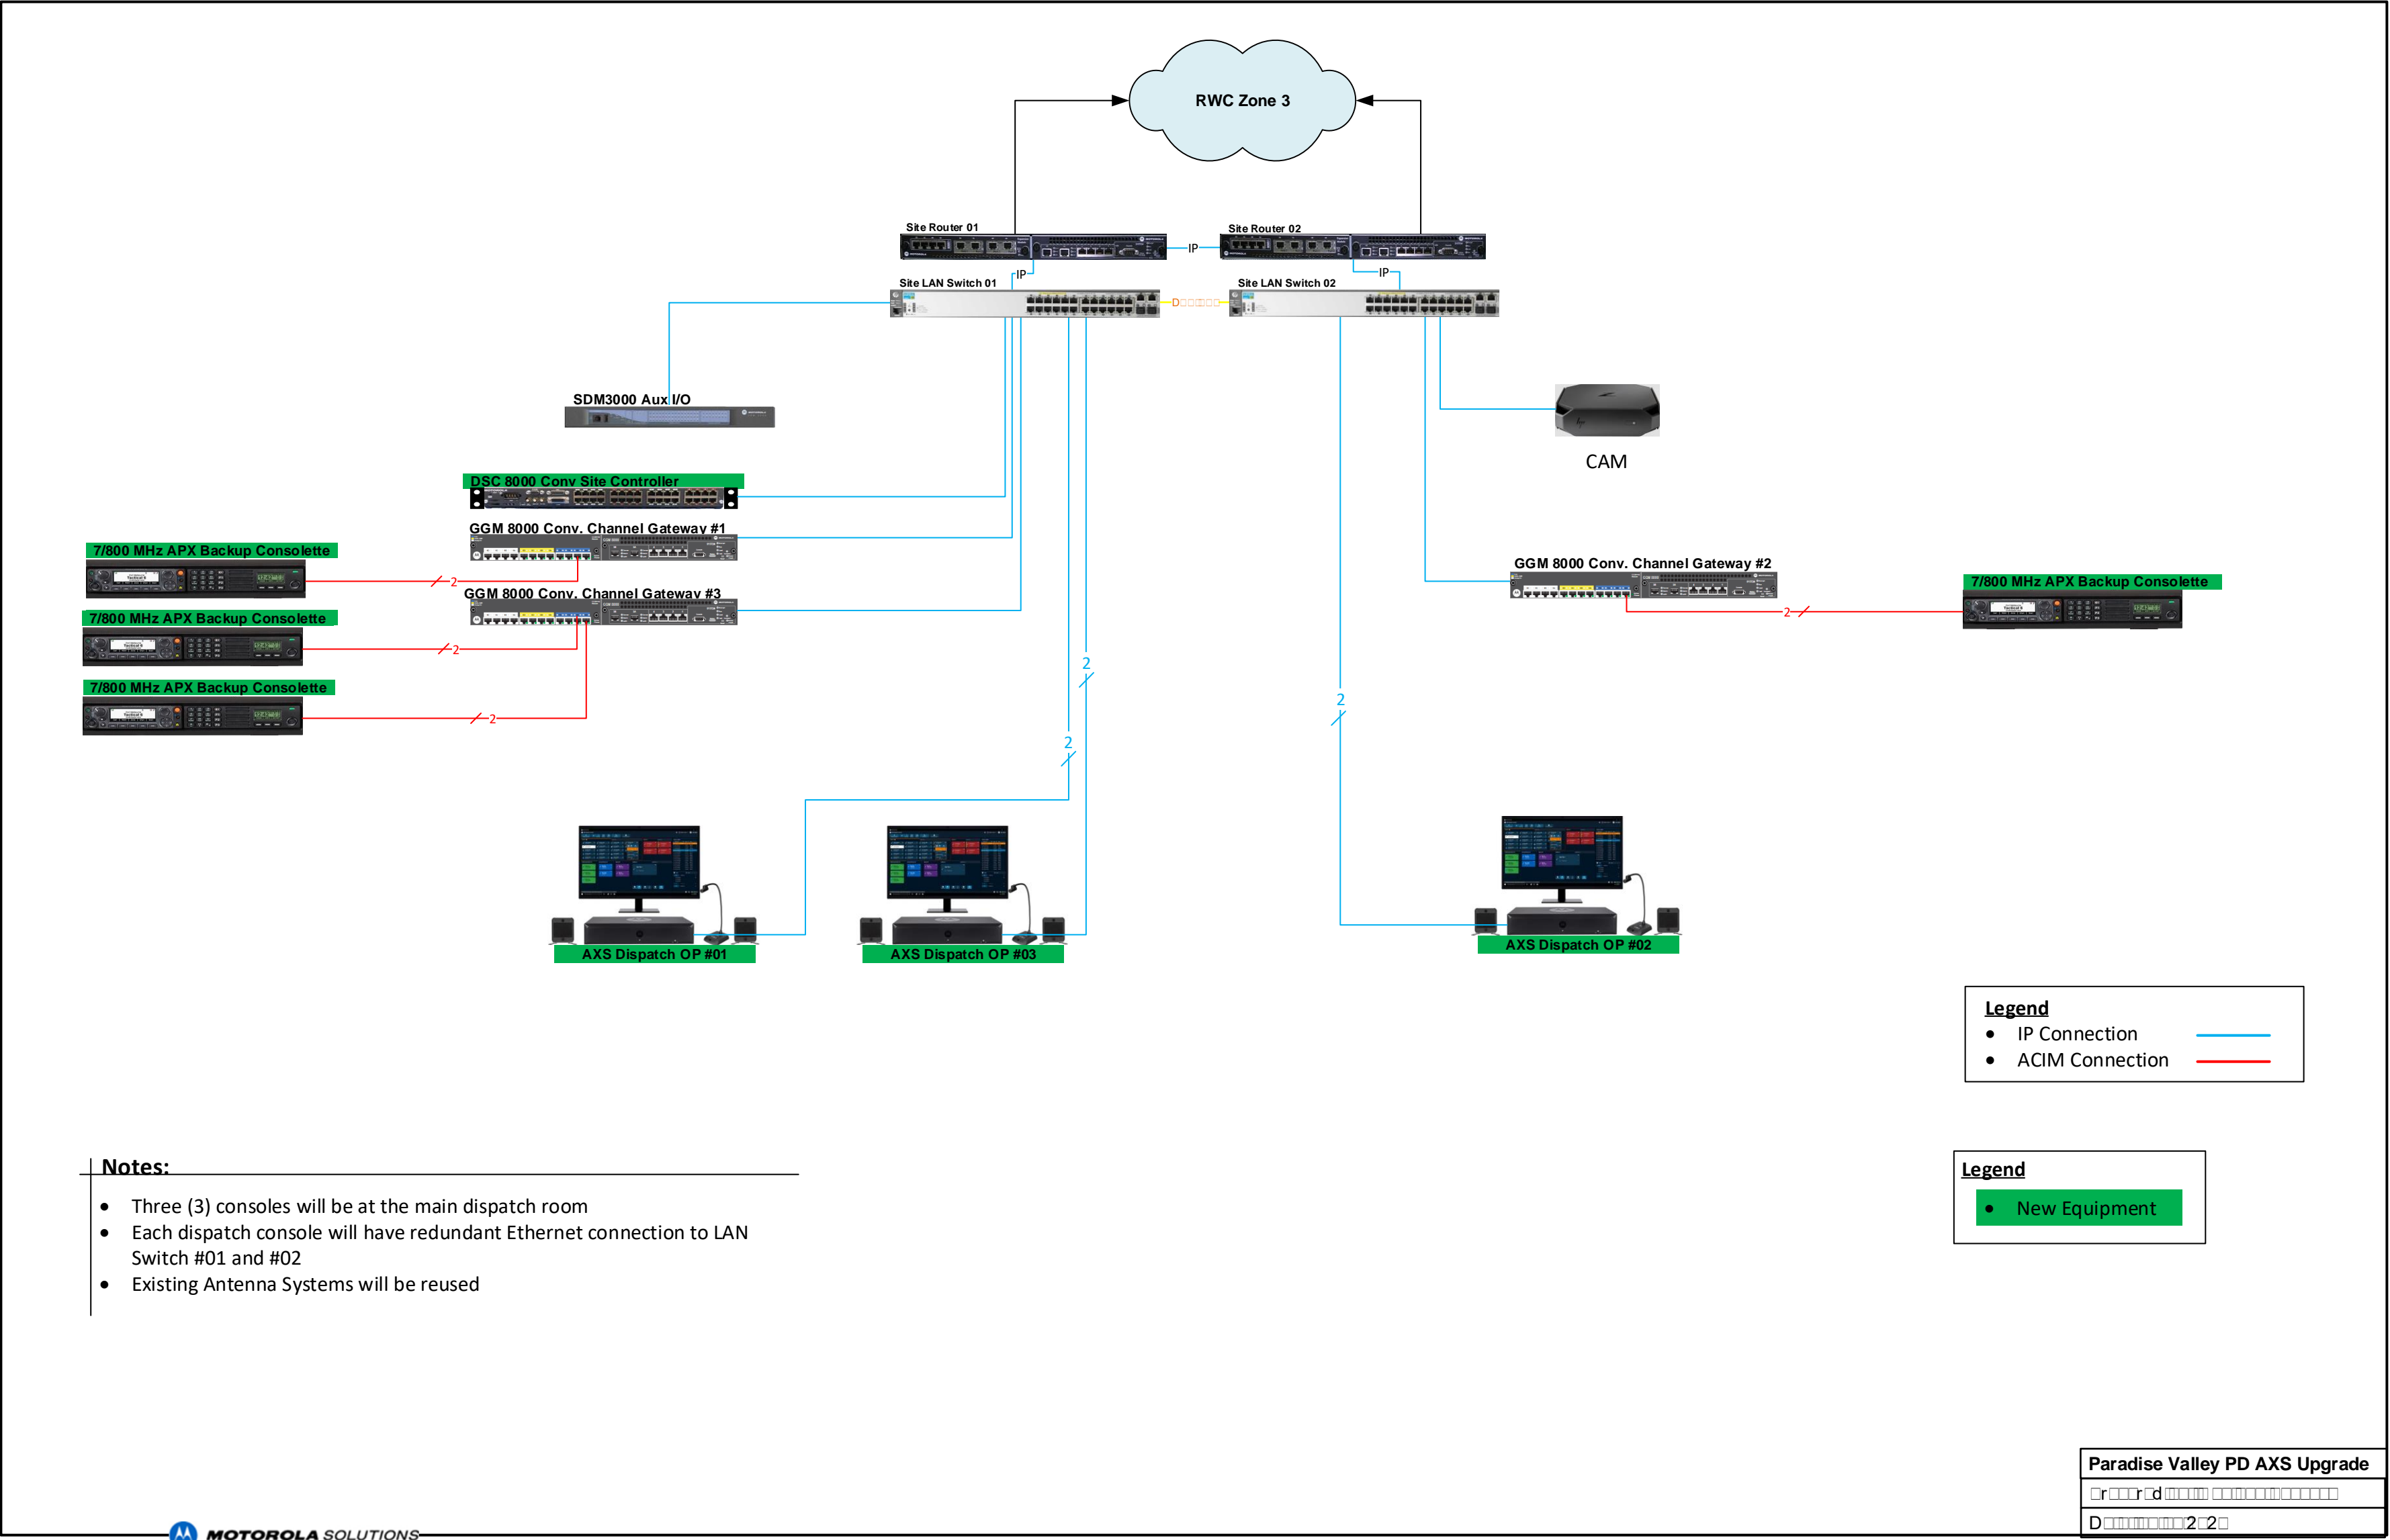 RWC Zone 3
Site Router 01
Site Router 02
IP
IP
IP
Site LAN Switch 01
Site LAN Switch 02
SDM3000 Aux I/O
CAM
DSC 8000 Conv Site Controller
GGM 8000 Conv. Channel Gateway #1
7/800 MHz APX Backup Consolette
2
GGM 8000 Conv. Channel Gateway #3
7/800 MHz APX Backup Consolette
2
7/800 MHz APX Backup Consolette
2
GGM 8000 Conv. Channel Gateway #2
7/800 MHz APX Backup Consolette
2
2
2
2
AXS Dispatch OP #01
AXS Dispatch OP #03
AXS Dispatch OP #02
Legend
• IP Connection
• ACIM Connection
Legend
• New Equipment
Notes:
• Three (3) consoles will be at the main dispatch room
• Each dispatch console will have redundant Ethernet connection to LAN
Switch #01 and #02
• Existing Antenna Systems will be reused
Paradise Valley PD AXS Upgrade
MOTOROLA SOLUTIONS